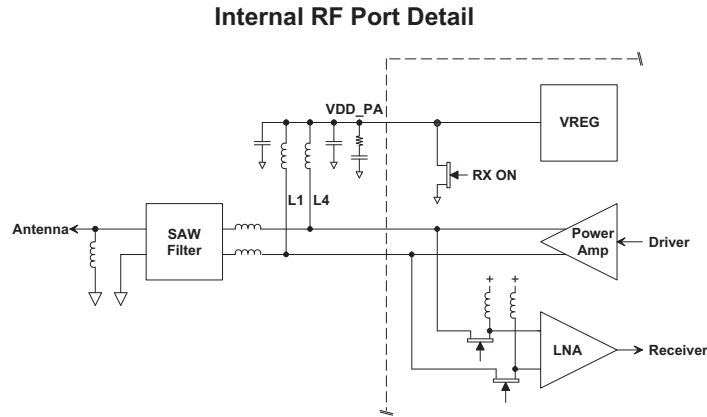 Internal RF Port Detail
VDD_PA
VREG
RX ON
L1
L4
Antenna
SAW
Filter
Power
Amp
Driver
+ +
LNA
Receiver